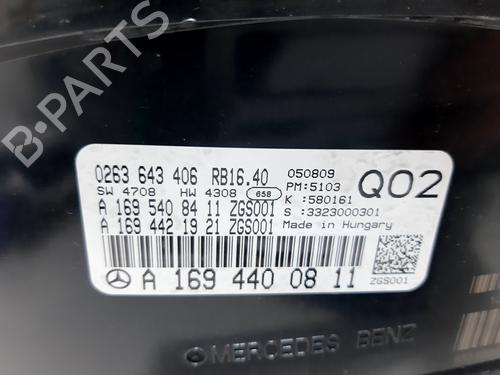 0263 643 406 RB16.40 050809
SW 4708 HW 4308 658 PM:5103 Q02
K :580161
A 169 540 84 11 ZGS001 S :3323000301
A 169 442 19 21 ZGS001 Made in Hungary
A 169 440 08 11 ZGS001
MERCEDES BENZ
B-PARTS